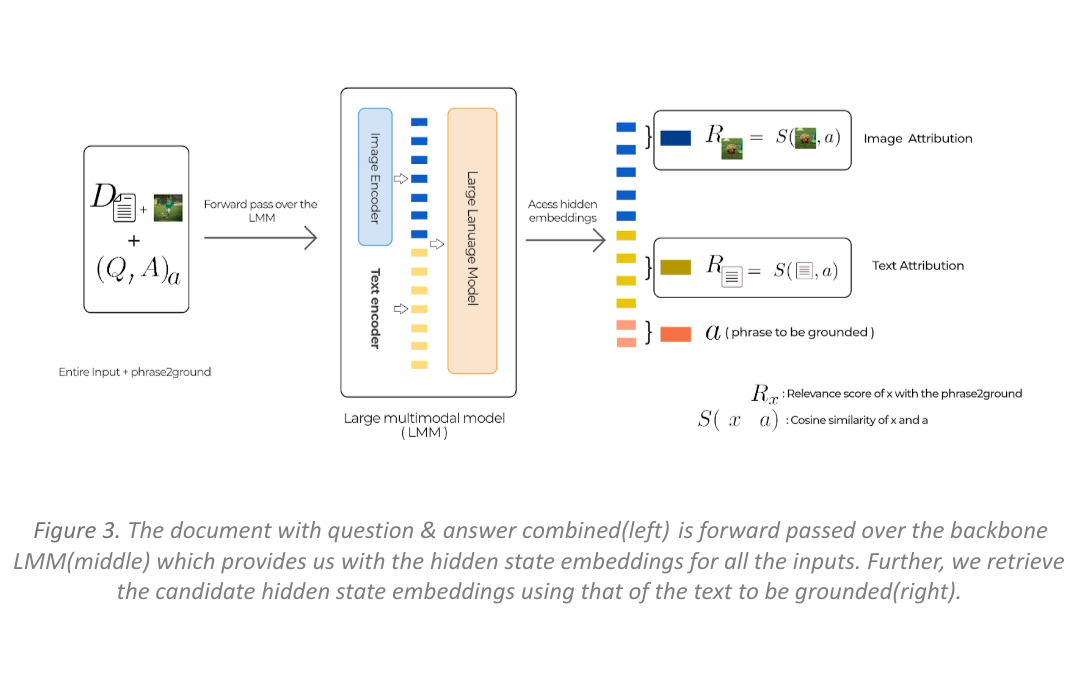 D + 
+
(Q, A)a
Entire Input + phrase2ground
Forward pass over the
LMM
Image Encoder
Text encoder
Large Lanuage Model
Large multimodal model
(LMM)
Acess hidden
embeddings
} R = S( , a) Image Attribution
} R = S( , a) Text Attribution
} a (phrase to be grounded)
Rx : Relevance score of x with the phrase2ground
S( x a) : Cosine similarity of x and a
Figure 3. The document with question & answer combined(left) is forward passed over the backbone
LMM(middle) which provides us with the hidden state embeddings for all the inputs. Further, we retrieve
the candidate hidden state embeddings using that of the text to be grounded(right).